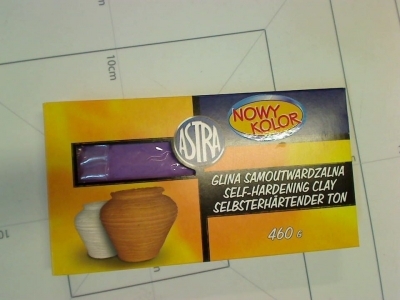 10cm
ASTRA
NOWY
KOLOR
GLINA SAMOUTWARDZALNA
SELF-HARDENING CLAY
SELBSTERHÄRTENDER TON
460 G